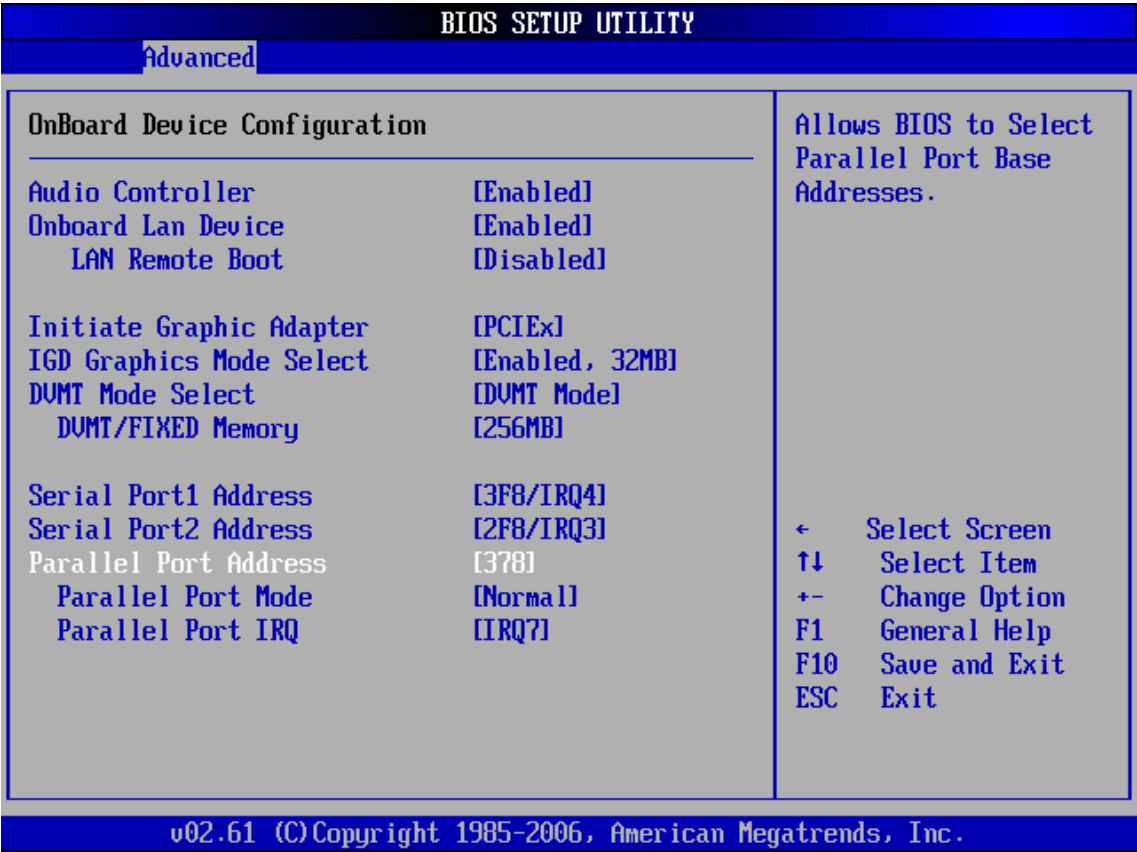 BIOS SETUP UTILITY
Advanced
OnBoard Device Configuration
Audio Controller [Enabled]
Onboard Lan Device [Enabled]
LAN Remote Boot [Disabled]
Initiate Graphic Adapter [PCIEx]
IGD Graphics Mode Select [Enabled, 32MB]
DVMT Mode Select [DVMT Mode]
DVMT/FIXED Memory [256MB]
Serial Port1 Address [3F8/IRQ4]
Serial Port2 Address [2F8/IRQ3]
Parallel Port Address [378]
Parallel Port Mode [Normal]
Parallel Port IRQ [IRQ7]
Allows BIOS to Select
Parallel Port Base
Addresses.
← Select Screen
↑↓ Select Item
+- Change Option
F1 General Help
F10 Save and Exit
ESC Exit
v02.61 (C)Copyright 1985-2006, American Megatrends, Inc.